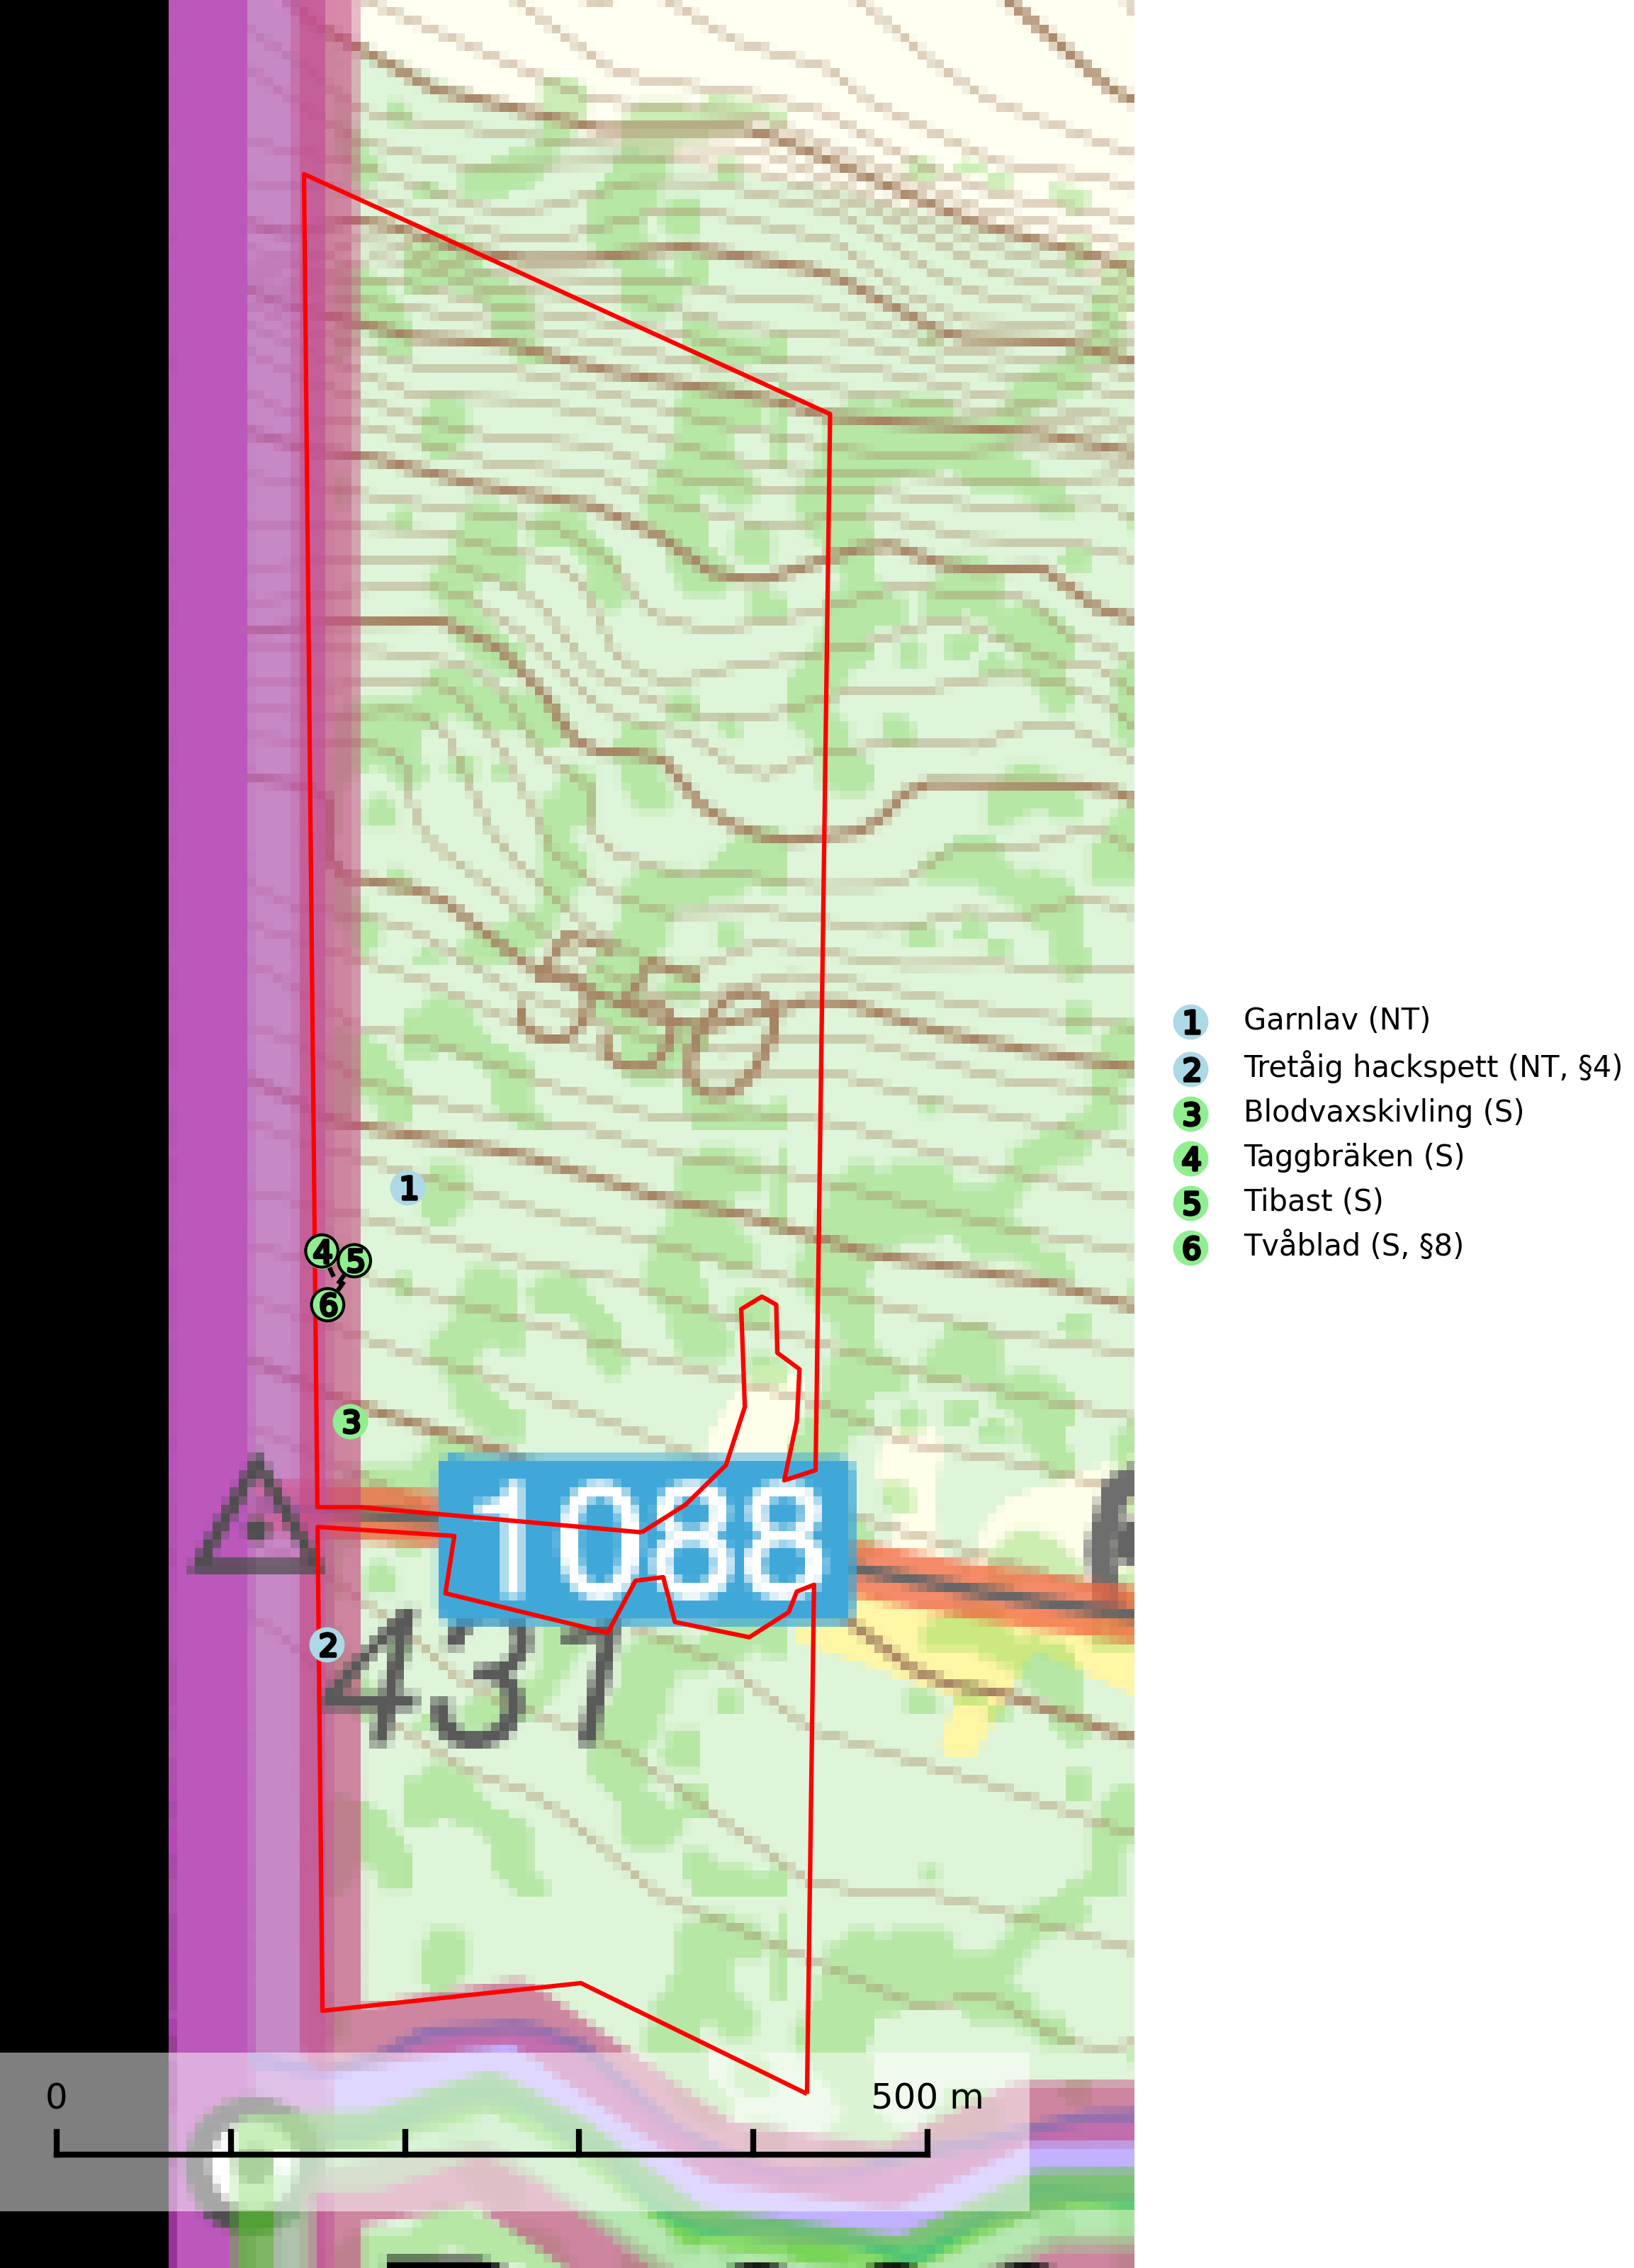 550
1088
431
1
4
5
6
3
2
0
500 m
1 Garnlav (NT)
2 Tretåig hackspett (NT, §4)
3 Blodvaxskivling (S)
4 Taggbräken (S)
5 Tibast (S)
6 Tvåblad (S, §8)